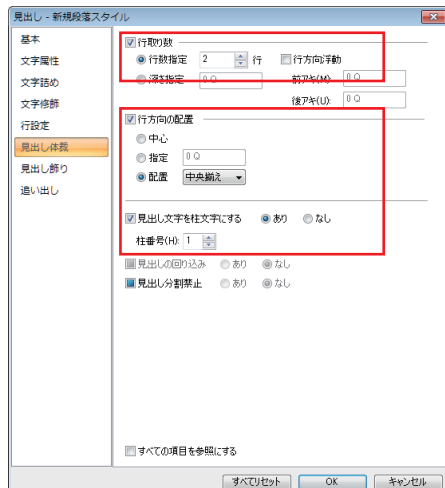 見出し - 新規段落スタイル
基本
文字属性
文字詰め
文字修飾
行設定
見出し体裁
見出し飾り
追い出し
行取り数
行数指定 2 行 行方向浮動
深さ指定 0 Q 前アキ(M): 0 Q
後アキ(U): 0 Q
行方向の配置
中心
指定 0 Q
配置 中央揃え
見出し文字を柱文字にする あり なし
柱番号(H): 1
見出しの回り込み あり なし
見出し分割禁止 あり なし
すべての項目を参照にする
すべてリセット OK キャンセル